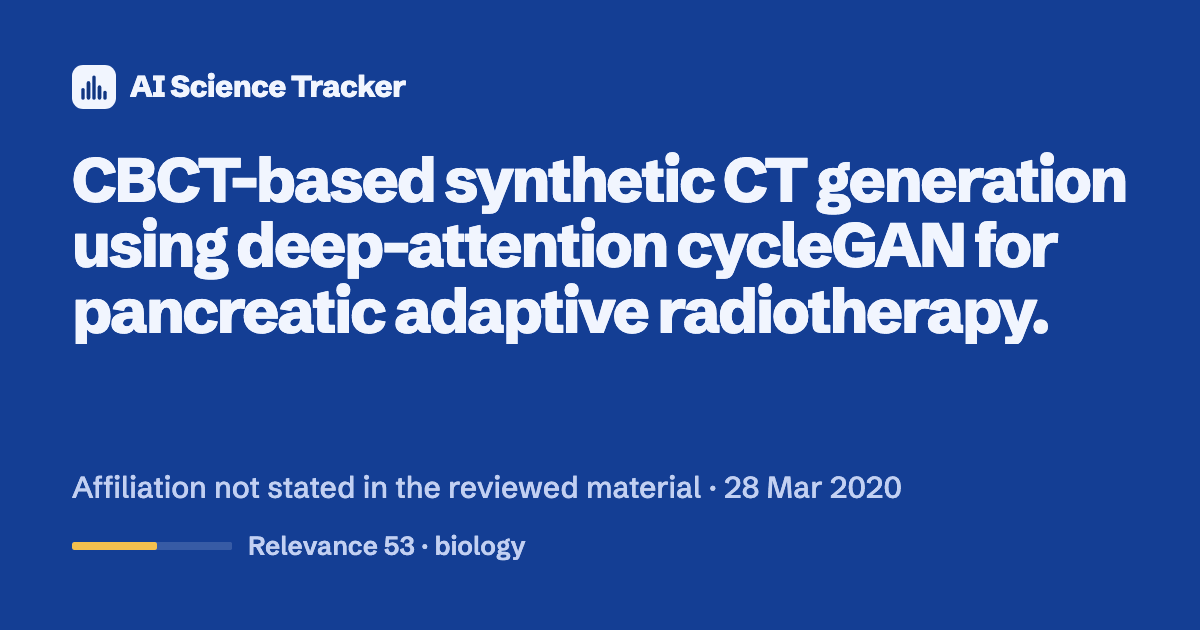 AI Science Tracker
CBCT-based synthetic CT generation
using deep-attention cycleGAN for
pancreatic adaptive radiotherapy.
Affiliation not stated in the reviewed material · 28 Mar 2020
Relevance 53 · biology